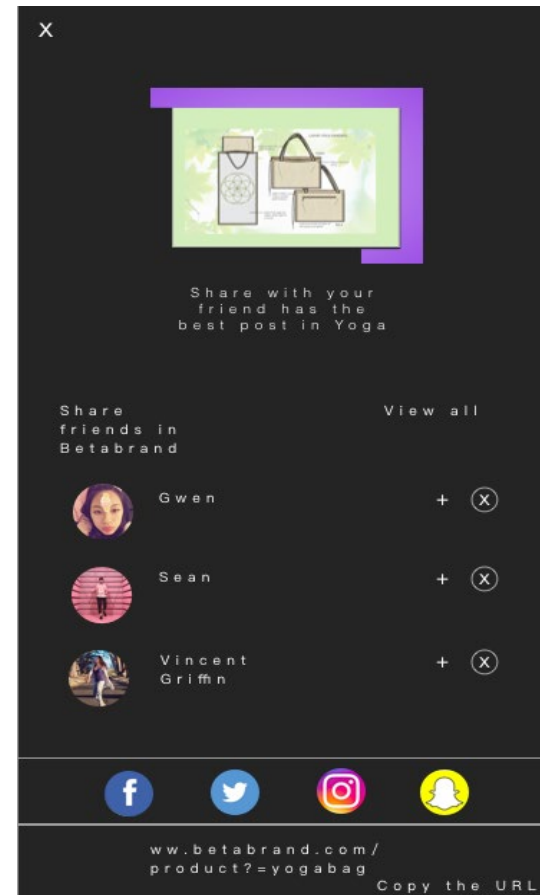 X
Share with your
friend has the
best post in Yoga
Share
friends in
Betabrand
View all
Gwen
+ X
Sean
+ X
Vincent
Griffin
+ X
ww.betabrand.com/
product?=yogabag
Copy the URL